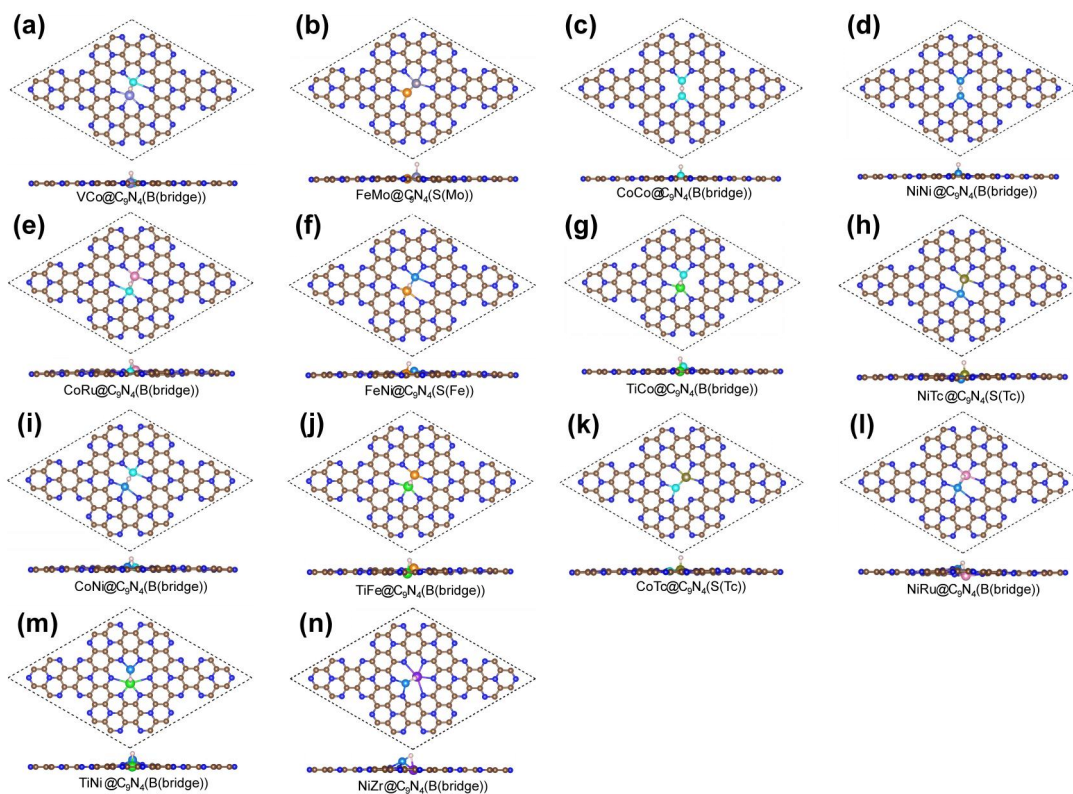 (a) (b) (c) (d)
VCo@C₉N₄(B(bridge)) FeMo@C₉N₄(S(Mo)) CoCo@C₉N₄(B(bridge)) NiNi@C₉N₄(B(bridge))
(e) (f) (g) (h)
CoRu@C₉N₄(B(bridge)) FeNi@C₉N₄(S(Fe)) TiCo@C₉N₄(B(bridge)) NiTc@C₉N₄(S(Tc))
(i) (j) (k) (l)
CoNi@C₉N₄(B(bridge)) TiFe@C₉N₄(B(bridge)) CoTc@C₉N₄(S(Tc)) NiRu@C₉N₄(B(bridge))
(m) (n)
TiNi@C₉N₄(B(bridge)) NiZr@C₉N₄(B(bridge))